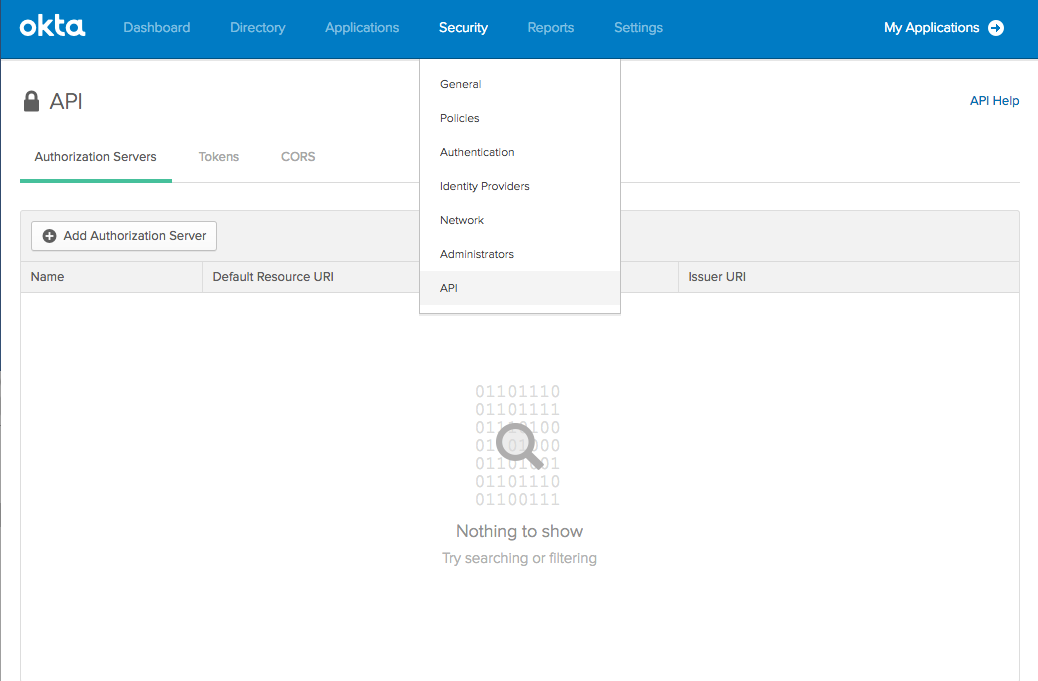 okta Dashboard Directory Applications Security Reports Settings My Applications
General
API API Help
Policies
Authorization Servers Tokens CORS Authentication
Identity Providers
Network
Add Authorization Server
Administrators
Name Default Resource URI Issuer URI
API
01101110
01101111
01110100
01101000
01101001
01101110
01100111
Nothing to show
Try searching or filtering